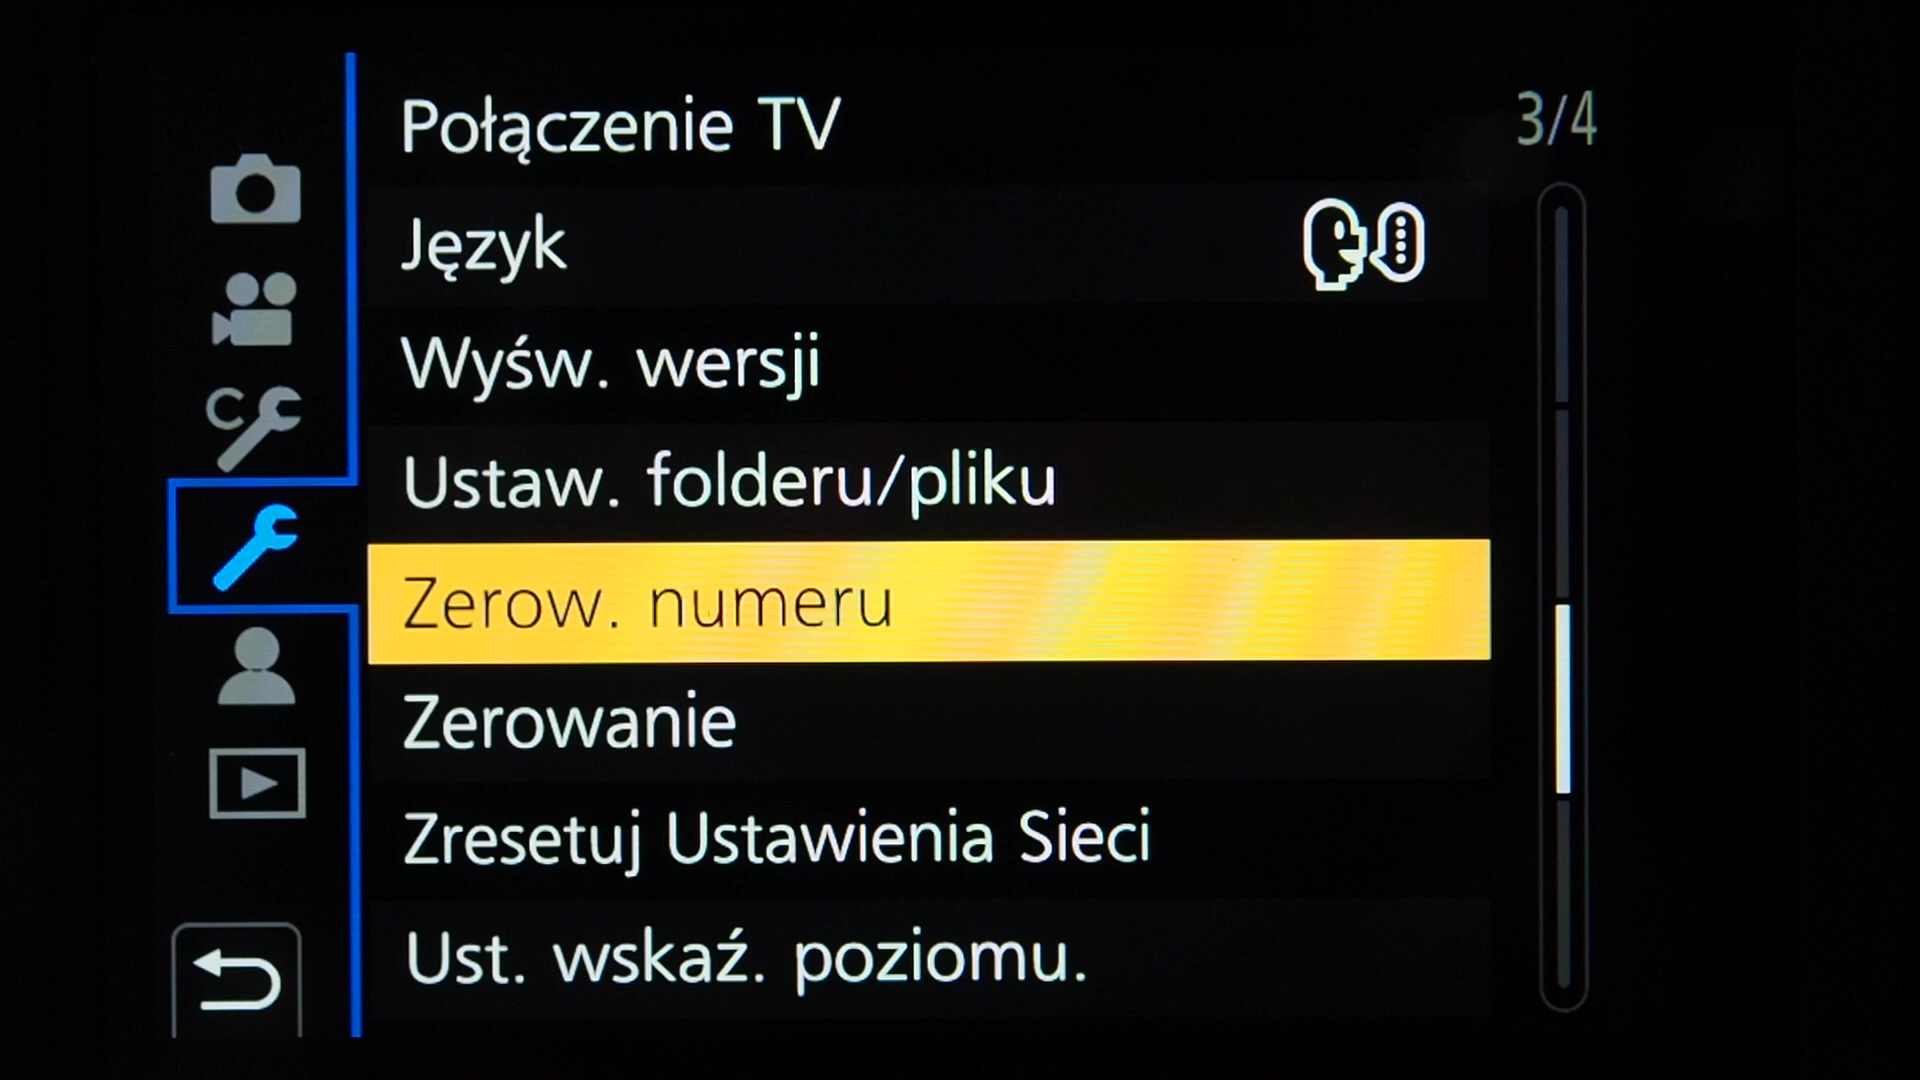 Połączenie TV
3/4
Język
Wyśw. wersji
Ustaw. folderu/pliku
Zerow. numeru
C
Zerowanie
Zresetuj Ustawienia Sieci
Ust. wskaź. poziomu.